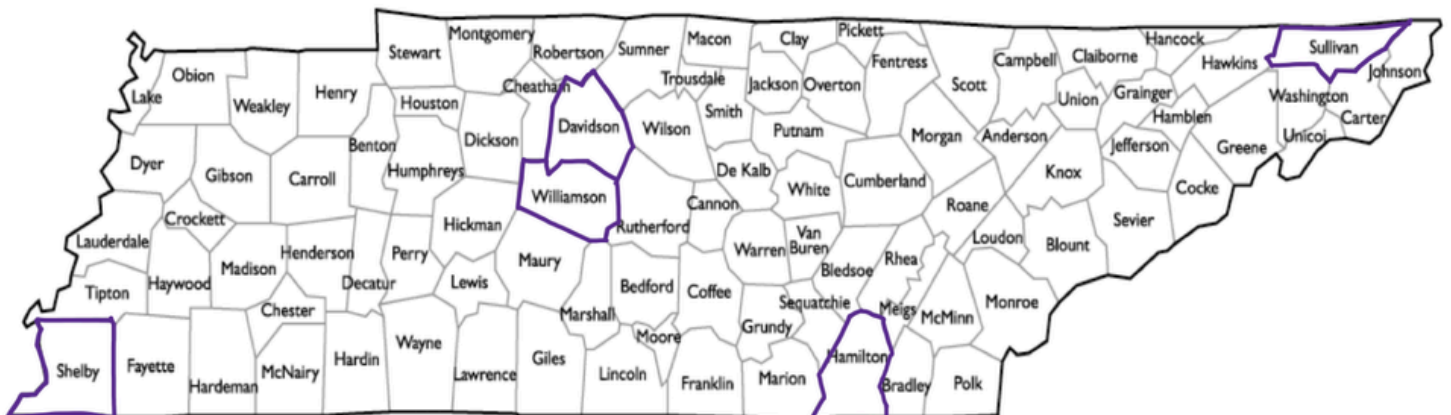 Pickett
Hancock
Sullivan
Montgomery
Macon
Clay
Stewart
Robertson
Sumner
Fentress
Campbell
Claiborne
Hawkins
Johnson
Obion
Trousdale
Cheatham
Jackson
Overton
Scott
Lake
Weakley
Henry
Houston
Union
Grainger
Washington
Smith
Hamblen
Carter
Davidson
Wilson
Putnam
Morgan
Anderson
Unicoi
Dickson
Benton
Jefferson
Greene
Dyer
Gibson
Carroll
Humphreys
De Kalb
White
Cumberland
Knox
Cocke
Williamson
Cannon
Roane
Crockett
Hickman
Rutherford
Sevier
Lauderdale
Henderson
Perry
Warren
Van
Buren
Loudon
Blount
Madison
Maury
Bledsoe
Rhea
Tipton
Haywood
Decatur
Lewis
Bedford
Coffee
Chester
Marshall
Sequatchie
Meigs
McMinn
Monroe
Moore
Grundy
Shelby
Fayette
Hardin
Wayne
Giles
Hamilton
Hardeman
McNairy
Lawrence
Lincoln
Franklin
Marion
Bradley
Polk